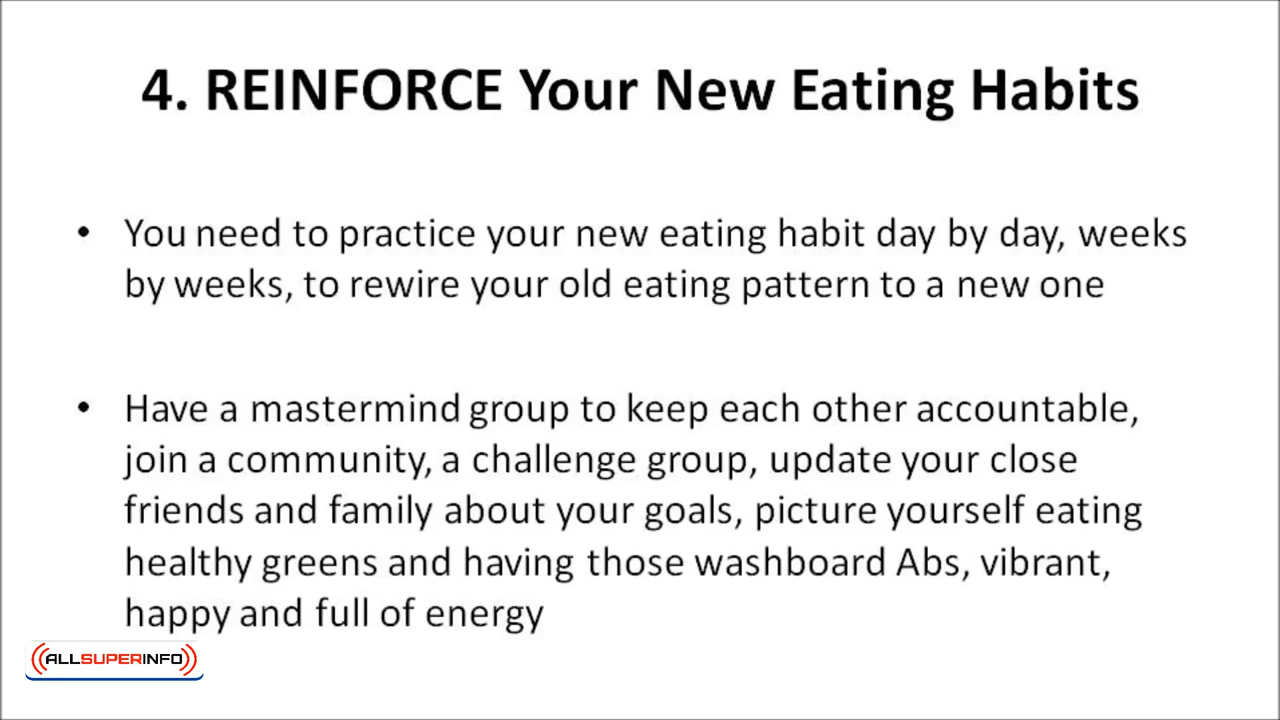 4. REINFORCE Your New Eating Habits
• You need to practice your new eating habit day by day, weeks
by weeks, to rewire your old eating pattern to a new one
• Have a mastermind group to keep each other accountable,
join a community, a challenge group, update your close
friends and family about your goals, picture yourself eating
healthy greens and having those washboard Abs, vibrant,
happy and full of energy
ALLSUPERINFO